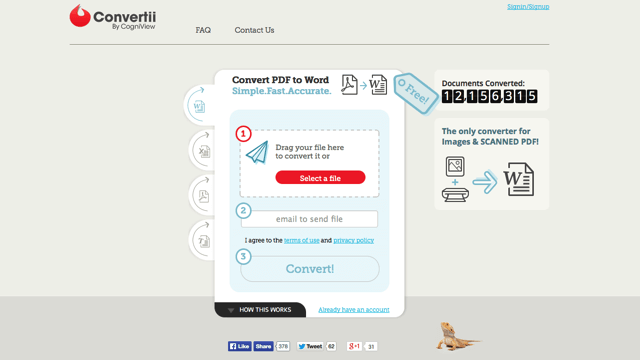 Signin/Signup
Convertii
By CogniView
FAQ
Contact Us
Convert PDF to Word
Simple.Fast.Accurate.
W
Free!
Documents Converted:
12,156,315
The only converter for
Images & SCANNED PDF!
W
W
X
T
1
Drag your file here
to convert it or
Select a file
2
email to send file
I agree to the terms of use and privacy policy
3
Convert!
HOW THIS WORKS
Already have an account
Like
Share
378
Tweet
62
g+1
31